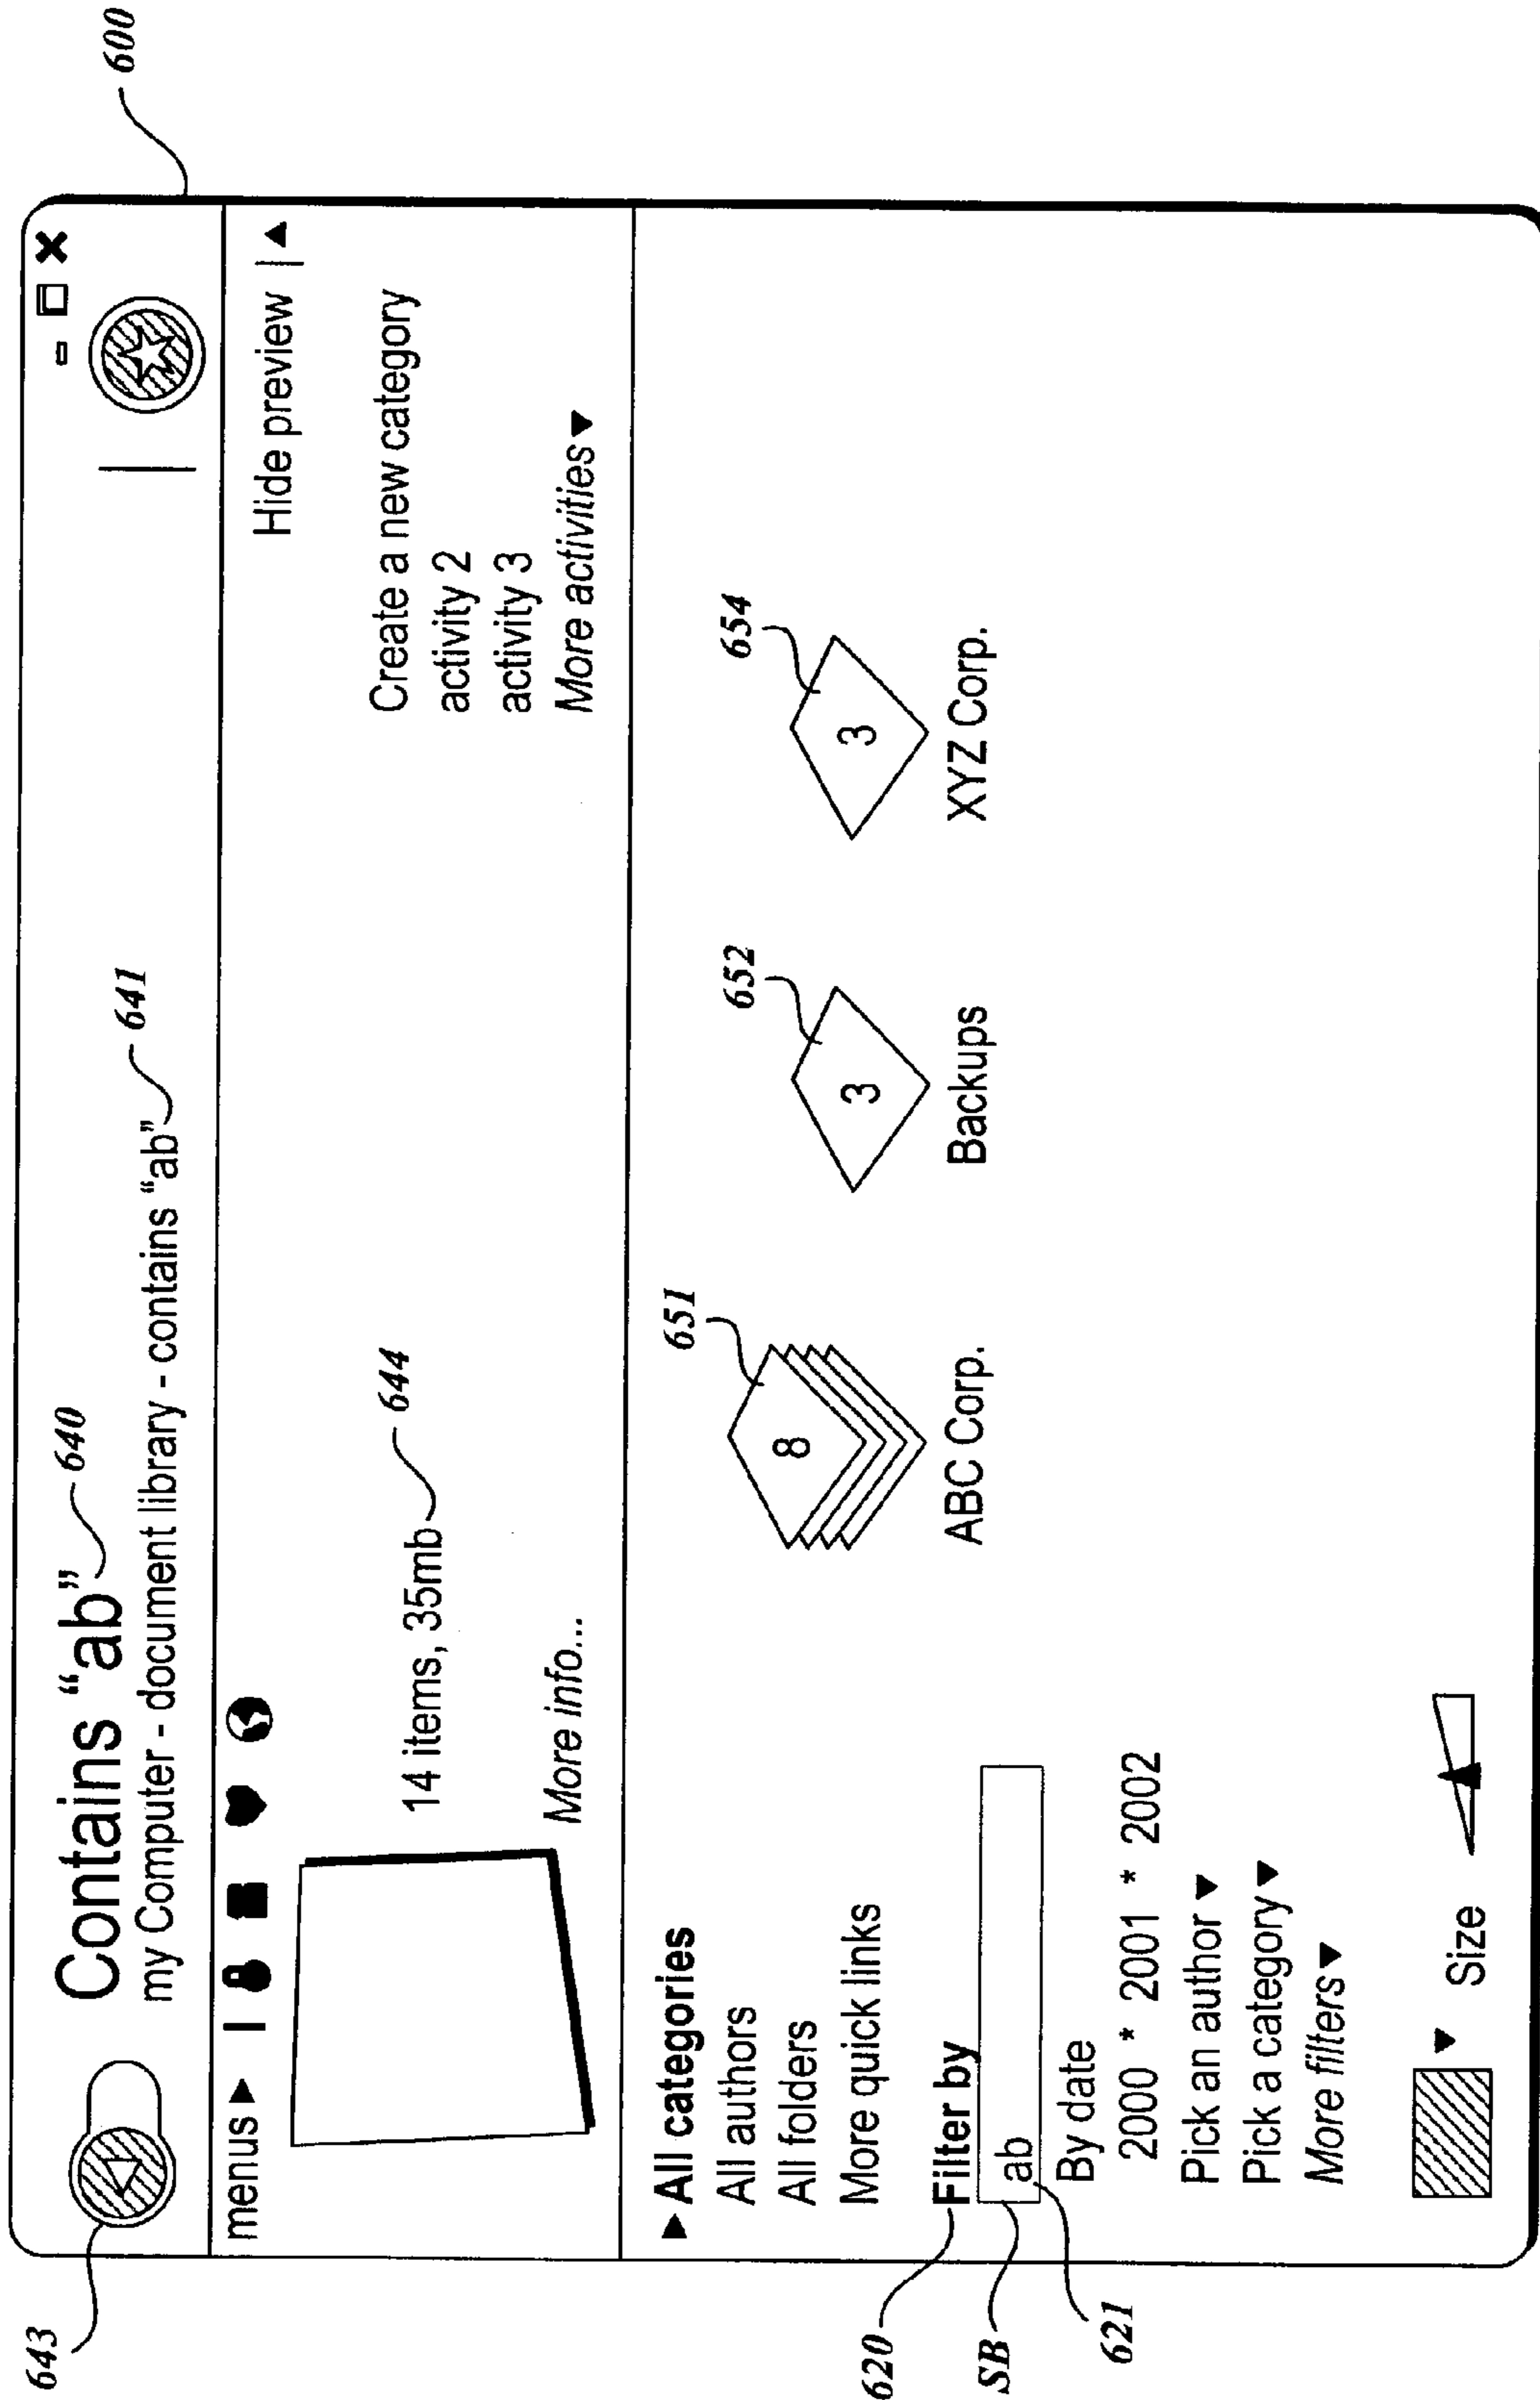 600
643
Contains “ab”
640
my Computer - document library - contains “ab”
641
menus
Hide preview
14 items, 35mb
644
More info...
Create a new category
activity 2
activity 3
More activities
All categories
All authors
All folders
More quick links
620
Filter by
SB
ab
621
By date
2000 * 2001 * 2002
Pick an author
Pick a category
More filters
Size
651
8
ABC Corp.
652
3
Backups
654
3
XYZ Corp.